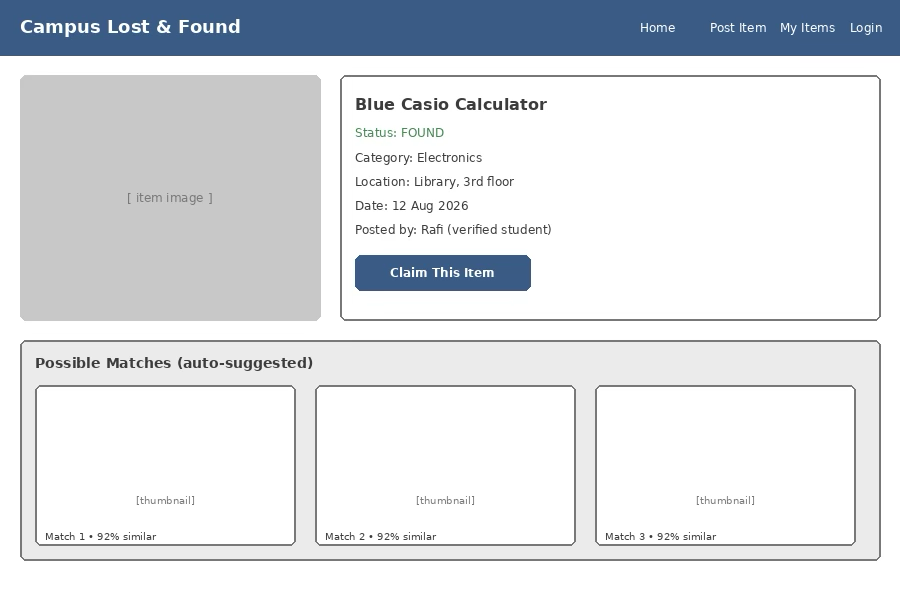 Campus Lost & Found
Home Post Item My Items Login
[ item image ]
Blue Casio Calculator
Status: FOUND
Category: Electronics
Location: Library, 3rd floor
Date: 12 Aug 2026
Posted by: Rafi (verified student)
Claim This Item
Possible Matches (auto-suggested)
[thumbnail]
Match 1 • 92% similar
[thumbnail]
Match 2 • 92% similar
[thumbnail]
Match 3 • 92% similar